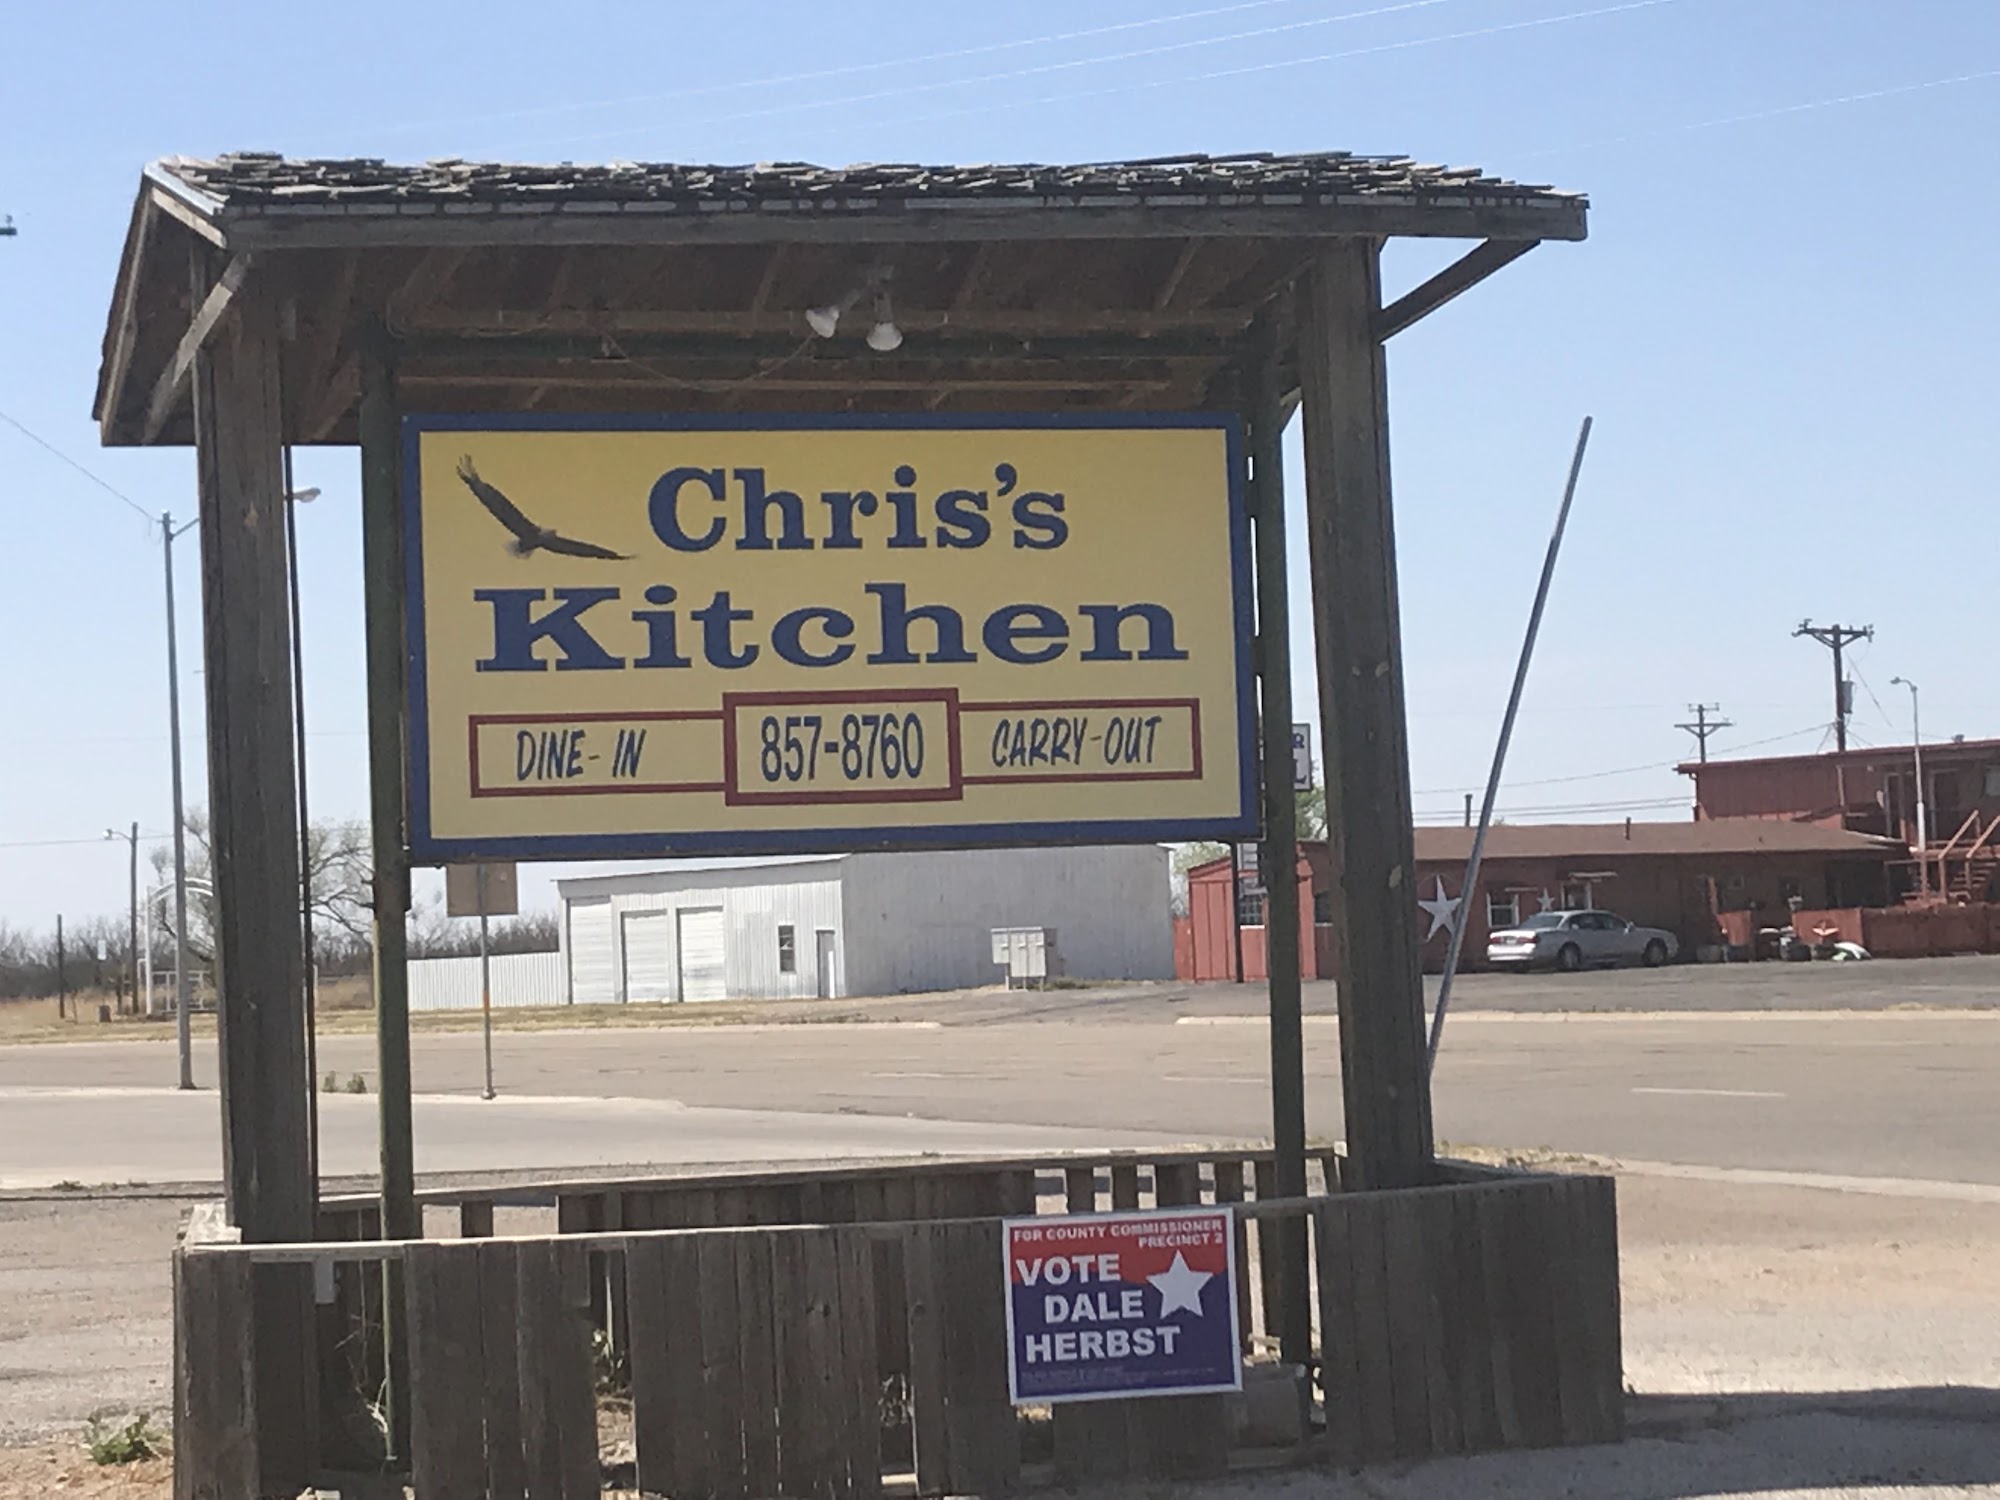 Chris's
Kitchen
DINE-IN
857-8760
CARRY-OUT
FOR COUNTY COMMISSIONER
PRECINCT 2
VOTE
DALE
HERBST